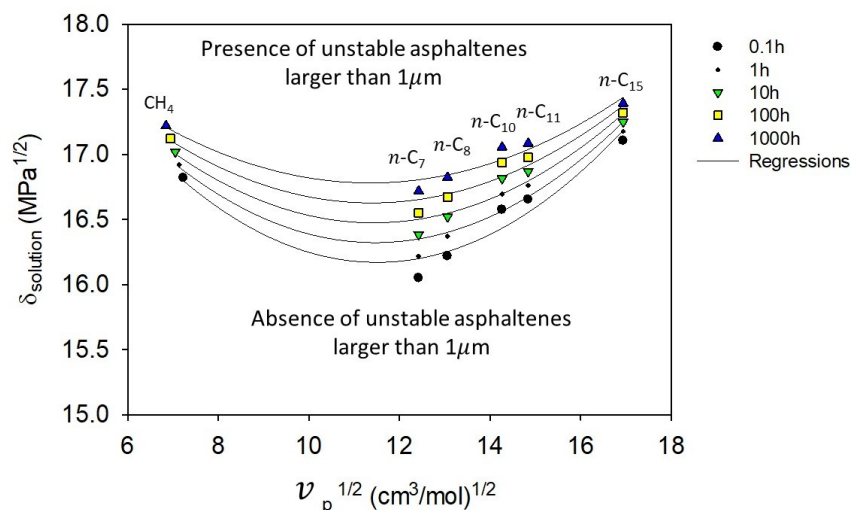 18.0
17.5
17.0
16.5
16.0
15.5
15.0
δsolution (MPa1/2)
Presence of unstable asphaltenes
larger than 1μm
CH4
n-C7
n-C8
n-C10
n-C11
n-C15
Absence of unstable asphaltenes
larger than 1μm
6 8 10 12 14 16 18
v p 1/2 (cm3/mol)1/2
0.1h
1h
10h
100h
1000h
Regressions